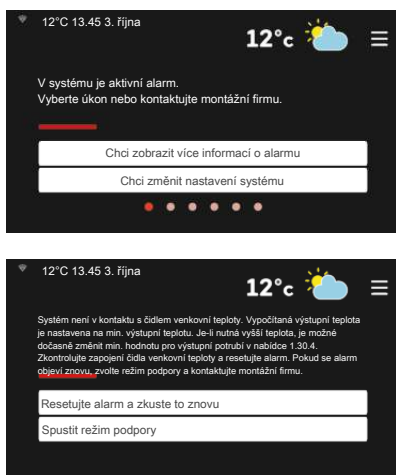 12°C 13.45 3. října
12°c
V systému je aktivní alarm.
Vyberte úkon nebo kontaktujte montážní firmu.
Chci zobrazit více informací o alarmu
Chci změnit nastavení systému
12°C 13.45 3. října
12°c
Systém není v kontaktu s čidlem venkovní teploty. Vypočítaná výstupní teplota
je nastavena na min. výstupní teplotu. Je-li nutná vyšší teplota, je možné
dočasně změnit min. hodnotu pro výstupní potrubí v nabídce 1.30.4.
Zkontrolujte zapojení čidla venkovní teploty a resetujte alarm. Pokud se alarm
objeví znovu, zvolte režim podpory a kontaktujte montážní firmu.
Resetujte alarm a zkuste to znovu
Spustit režim podpory